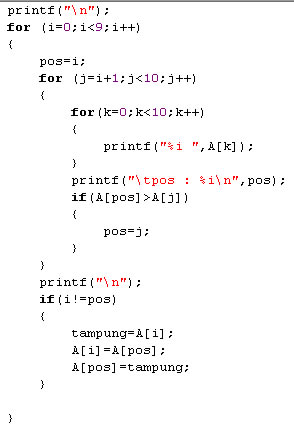 printf("\n");
for (i=0;i<9;i++)
{
    pos=i;
    for (j=i+1;j<10;j++)
    {
        for(k=0;k<10;k++)
        {
            printf("%i ",A[k]);
        }
        printf("\tpos : %i\n",pos);
        if(A[pos]>A[j])
        {
            pos=j;
        }
    }
    printf("\n");
    if(i!=pos)
    {
        tampung=A[i];
        A[i]=A[pos];
        A[pos]=tampung;
    }
}